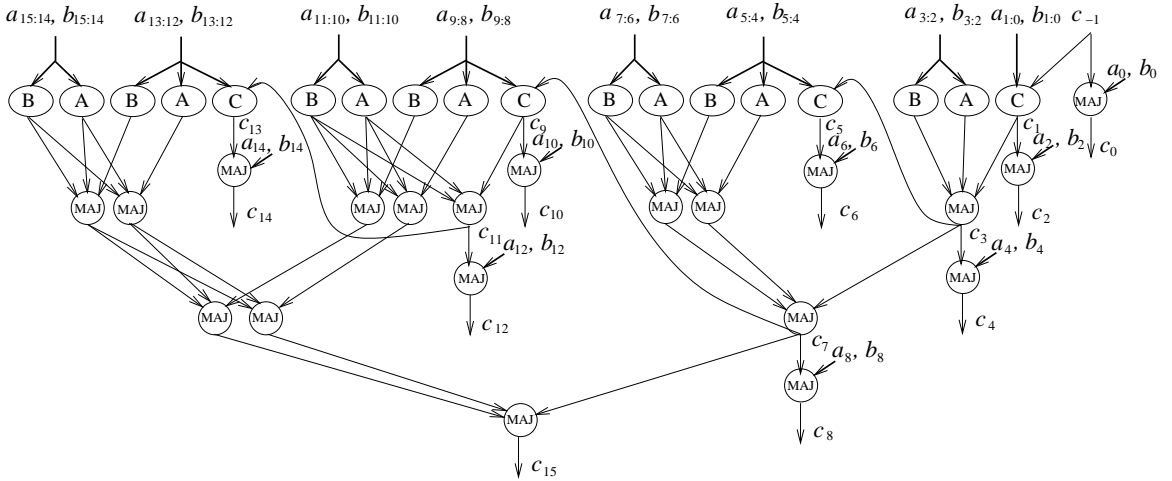 a15:14, b15:14 a13:12, b13:12 a11:10, b11:10 a9:8, b9:8 a7:6, b7:6 a5:4, b5:4 a3:2, b3:2 a1:0, b1:0 c−1
a0, b0
B A B A C B A B A C B A B A C B A C MAJ
c13 c9 c5 c1 c0
a14, b14 a10, b10 a6, b6 a2, b2
MAJ MAJ MAJ MAJ
MAJ MAJ c14 MAJ MAJ MAJ c10 MAJ MAJ c6 MAJ c2
c11 c3
a12, b12 a4, b4
MAJ MAJ
MAJ MAJ c12 MAJ c4
c7
a8, b8
MAJ
MAJ c8
c15